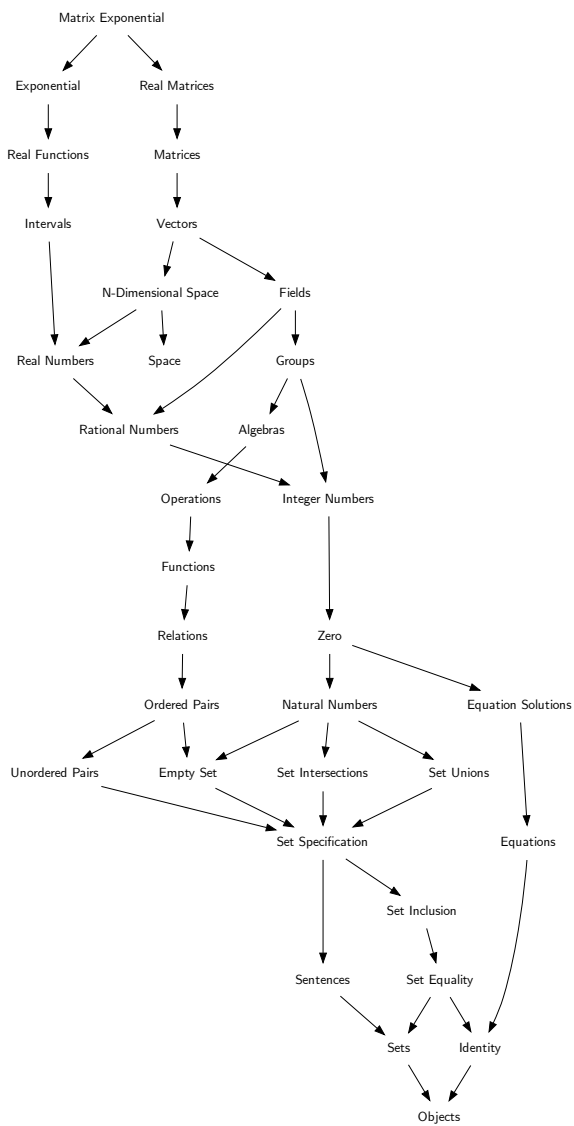 Matrix Exponential
Exponential
Real Matrices
Real Functions
Matrices
Intervals
Vectors
N-Dimensional Space
Fields
Real Numbers
Space
Groups
Rational Numbers
Algebras
Operations
Integer Numbers
Functions
Relations
Zero
Ordered Pairs
Natural Numbers
Equation Solutions
Unordered Pairs
Empty Set
Set Intersections
Set Unions
Set Specification
Equations
Set Inclusion
Sentences
Set Equality
Sets
Identity
Objects